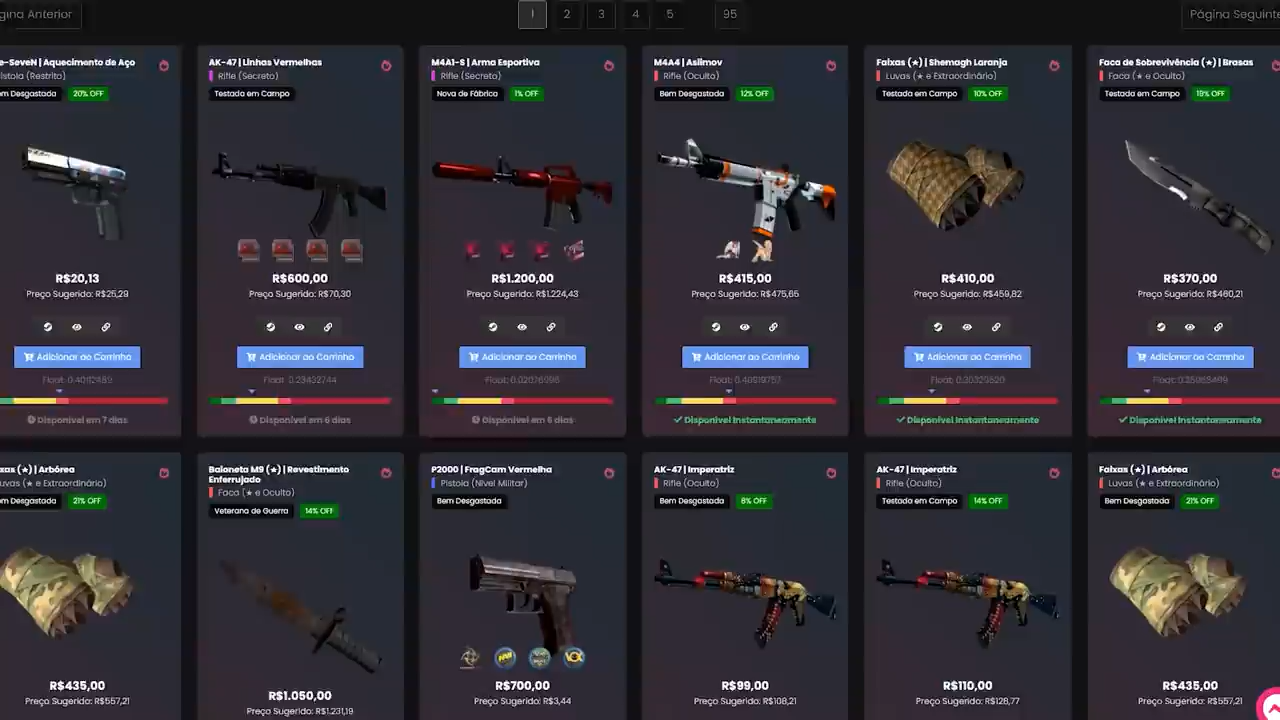 gina Anterior
1
2
3
4
5
95
Página Seguinte
e-SeveN | Aquecimento de Aço
istola (Restrito)
m Desgastada
20% OFF
R$20,13
Preço Sugerido: R$25,29
Adicionar ao Carrinho
Disponível em 7 dias
AK-47 | Linhas Vermelhas
Rifle (Secreto)
Testada em Campo
R$600,00
Preço Sugerido: R$70,30
Adicionar ao Carrinho
Float: 0.23432744
Disponível em 6 dias
M4A1-S | Arma Esportiva
Rifle (Secreto)
Nova de Fábrica
1% OFF
R$1.200,00
Preço Sugerido: R$1.224,43
Adicionar ao Carrinho
Disponível em 6 dias
M4A4 | Asiimov
Rifle (Oculto)
Bem Desgastada
12% OFF
R$415,00
Preço Sugerido: R$475,65
Adicionar ao Carrinho
Disponível Instantaneamente
Faixas (★) | Shemagh Laranja
Luvas (★ e Extraordinário)
Testada em Campo
10% OFF
R$410,00
Preço Sugerido: R$459,82
Adicionar ao Carrinho
Disponível Instantaneamente
Faca de Sobrevivência (★) | Brasas
Faca (★ e Oculto)
Testada em Campo
19% OFF
R$370,00
Preço Sugerido: R$460,21
Adicionar ao Carrinho
Disponível Instantaneamente
xas (★) | Arbórea
uvas (★ e Extraordinário)
m Desgastada
21% OFF
R$435,00
Preço Sugerido: R$557,21
Baioneta M9 (★) | Revestimento
Enferrujado
Faca (★ e Oculto)
Veterana de Guerra
14% OFF
R$1.050,00
Preço Sugerido: R$1.231,19
P2000 | FragCam Vermelha
Pistola (Nível Militar)
Bem Desgastada
R$700,00
Preço Sugerido: R$3,44
AK-47 | Imperatriz
Rifle (Oculto)
Bem Desgastada
8% OFF
R$99,00
Preço Sugerido: R$108,21
AK-47 | Imperatriz
Rifle (Oculto)
Testada em Campo
14% OFF
R$110,00
Preço Sugerido: R$128,77
Faixas (★) | Arbórea
Luvas (★ e Extraordinário)
Bem Desgastada
21% OFF
R$435,00
Preço Sugerido: R$557,21